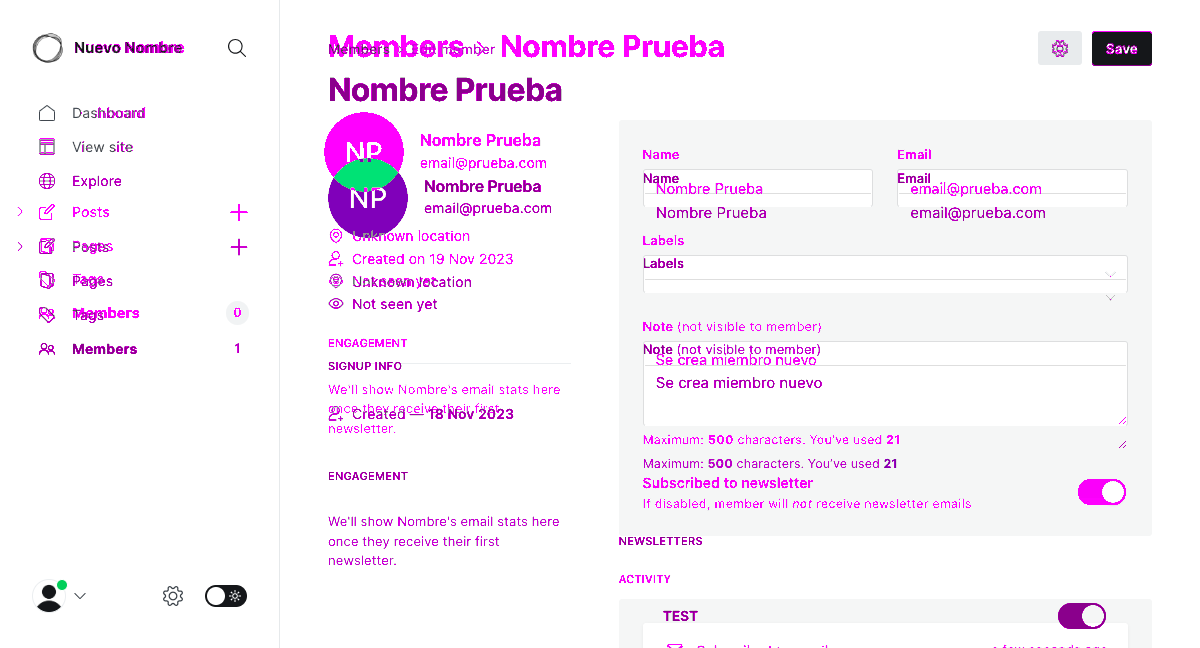 Nuevo Nombre
Members
Edit member
Nombre Prueba
Save
Nombre Prueba
Dashboard
View site
Explore
Posts
Pages
Posts
Tags
Pages
Members
0
Tags
Members
1
NP
Nombre Prueba
email@prueba.com
NP
Nombre Prueba
email@prueba.com
Unknown location
Created on 19 Nov 2023
Not seen yet
Unknown location
Not seen yet
ENGAGEMENT
SIGNUP INFO
We'll show Nombre's email stats here
once they receive their first
newsletter.
Created — 18 Nov 2023
ENGAGEMENT
We'll show Nombre's email stats here
once they receive their first
newsletter.
Name
Email
Name
Email
Nombre Prueba
email@prueba.com
Nombre Prueba
email@prueba.com
Labels
Labels
Note (not visible to member)
Note (not visible to member)
Se crea miembro nuevo
Se crea miembro nuevo
Maximum: 500 characters. You've used 21
Maximum: 500 characters. You've used 21
Subscribed to newsletter
If disabled, member will not receive newsletter emails
NEWSLETTERS
ACTIVITY
TEST